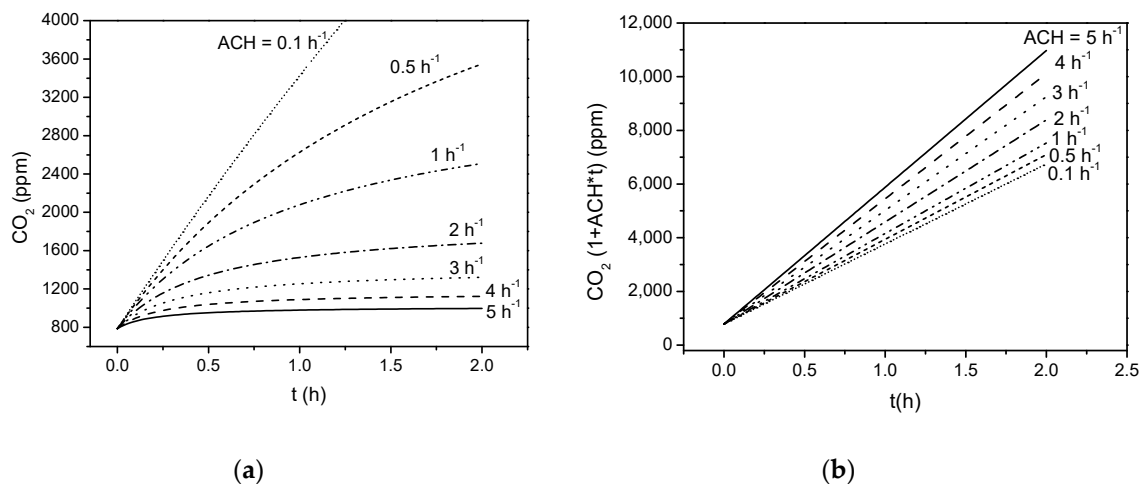 4000
3600
3200
2800
2400
2000
1600
1200
800
CO₂ (ppm)
ACH = 0.1 h⁻¹
0.5 h⁻¹
1 h⁻¹
2 h⁻¹
3 h⁻¹
4 h⁻¹
5 h⁻¹
0.0 0.5 1.0 1.5 2.0
t (h)
(a)
12,000
10,000
8,000
6,000
4,000
2,000
0
CO₂ (1+ACH*t) (ppm)
ACH = 5 h⁻¹
4 h⁻¹
3 h⁻¹
2 h⁻¹
1 h⁻¹
0.5 h⁻¹
0.1 h⁻¹
0.0 0.5 1.0 1.5 2.0 2.5
t(h)
(b)